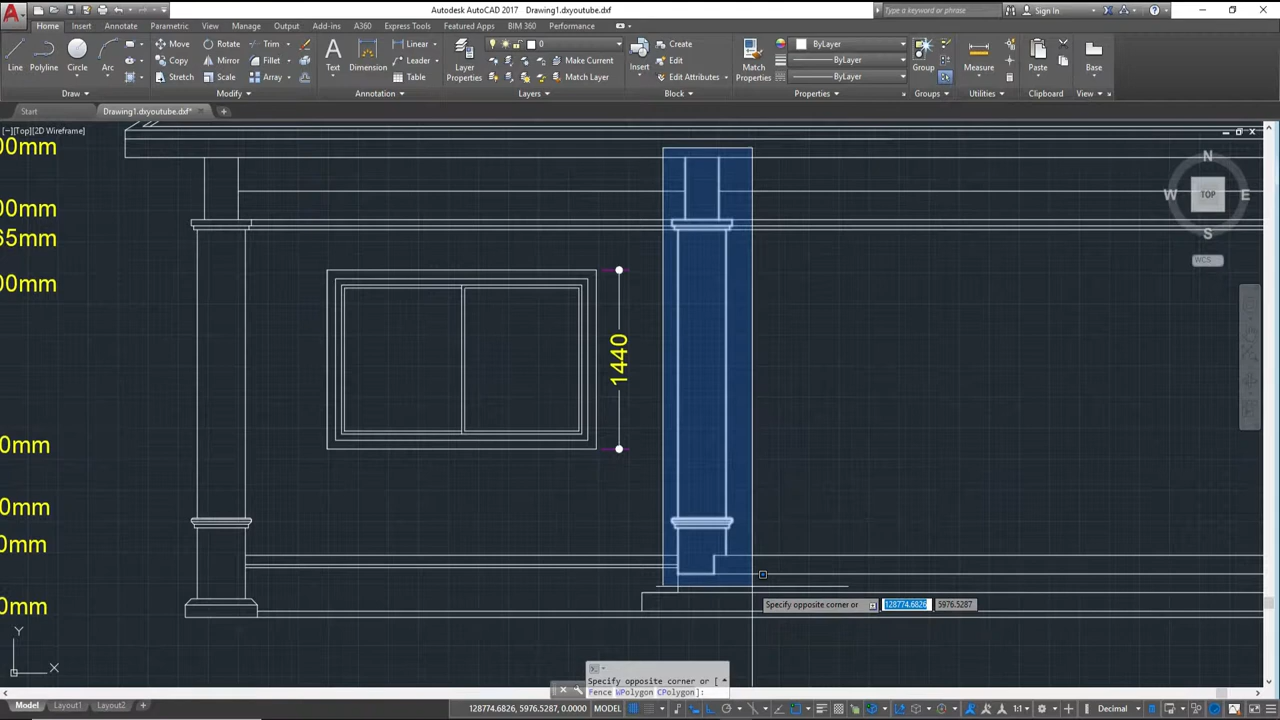 Autodesk AutoCAD 2017 Drawing1.dxyoutube.dxf
Type a keyword or phrase
Sign In
Home Insert Annotate Parametric View Manage Output Add-ins A360 Express Tools Featured Apps BIM 360 Performance
Line Polyline Circle Arc
Move Rotate Trim
Copy Mirror Fillet
Stretch Scale Array
Text Dimension
Linear
Leader
Table
Layer Properties
0
Make Current
Match Layer
Insert
Create
Edit
Edit Attributes
Match Properties
ByLayer
ByLayer
ByLayer
Group
Measure
Paste
Base
Draw Modify Annotation Layers Block Properties Groups Utilities Clipboard View
Start Drawing1.dxyoutube.dxf*
[−][Top][2D Wireframe]
00mm
00mm
65mm
00mm
0mm
0mm
0mm
0mm
1440
N
W TOP E
S
WCS
Specify opposite corner or 128774.6826 5976.5287
Y
X
Specify opposite corner or [
Fence WPolygon CPolygon]:
Model Layout1 Layout2 +
128774.6826, 5976.5287, 0.0000 MODEL 1:1 Decimal